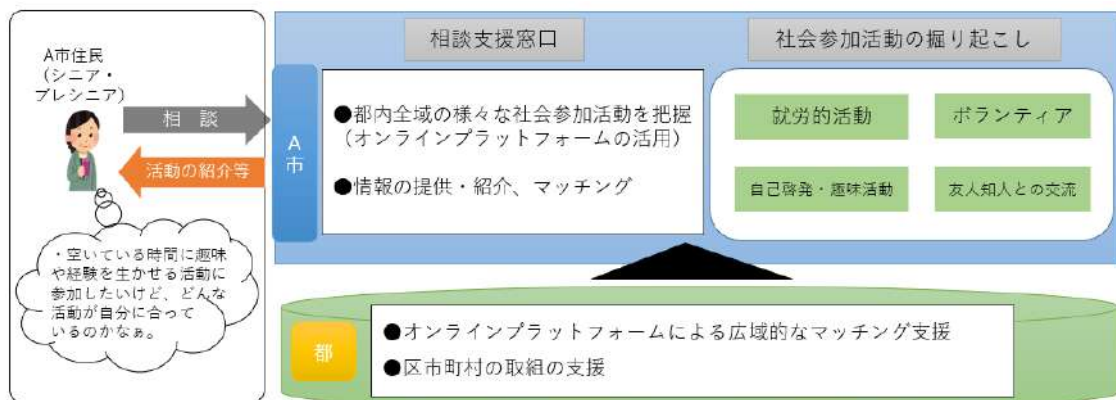 A市住民
(シニア・
プレシニア)
相 談
活動の紹介等
・空いている時間に趣味
や経験を生かせる活動に
参加したいけど、どんな
活動が自分に合って
いるのかなぁ。
A
市
相談支援窓口
●都内全域の様々な社会参加活動を把握
(オンラインプラットフォームの活用)
●情報の提供・紹介、マッチング
社会参加活動の掘り起こし
就労的活動
ボランティア
自己啓発・趣味活動
友人知人との交流
都
●オンラインプラットフォームによる広域的なマッチング支援
●区市町村の取組の支援